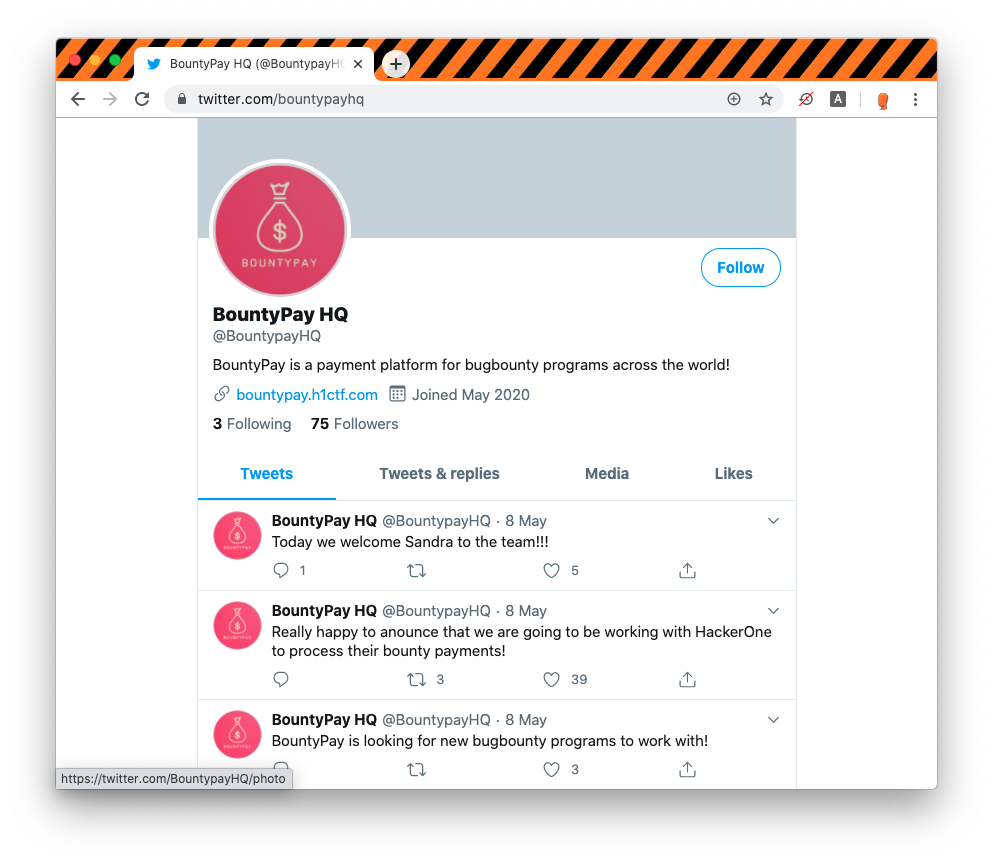 BountyPay HQ (@BountypayHQ
twitter.com/bountypayhq
A
$
BOUNTYPAY
Follow
BountyPay HQ
@BountypayHQ
BountyPay is a payment platform for bugbounty programs across the world!
bountypay.h1ctf.com Joined May 2020
3 Following 75 Followers
Tweets Tweets & replies Media Likes
$
BOUNTYPAY
BountyPay HQ @BountypayHQ · 8 May
Today we welcome Sandra to the team!!!
1 5
$
BOUNTYPAY
BountyPay HQ @BountypayHQ · 8 May
Really happy to anounce that we are going to be working with HackerOne
to process their bounty payments!
3 39
$
BOUNTYPAY
BountyPay HQ @BountypayHQ · 8 May
BountyPay is looking for new bugbounty programs to work with!
3
https://twitter.com/BountypayHQ/photo